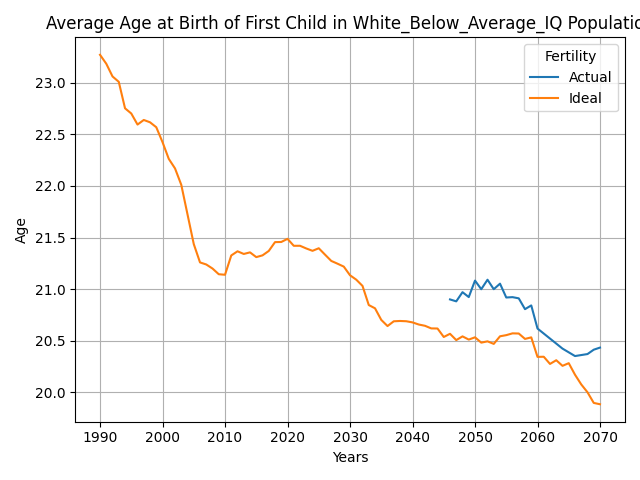 Average Age at Birth of First Child in White_Below_Average_IQ Populatio
Fertility
Actual
Ideal
23.0
22.5
22.0
21.5
21.0
20.5
20.0
Age
1990 2000 2010 2020 2030 2040 2050 2060 2070
Years